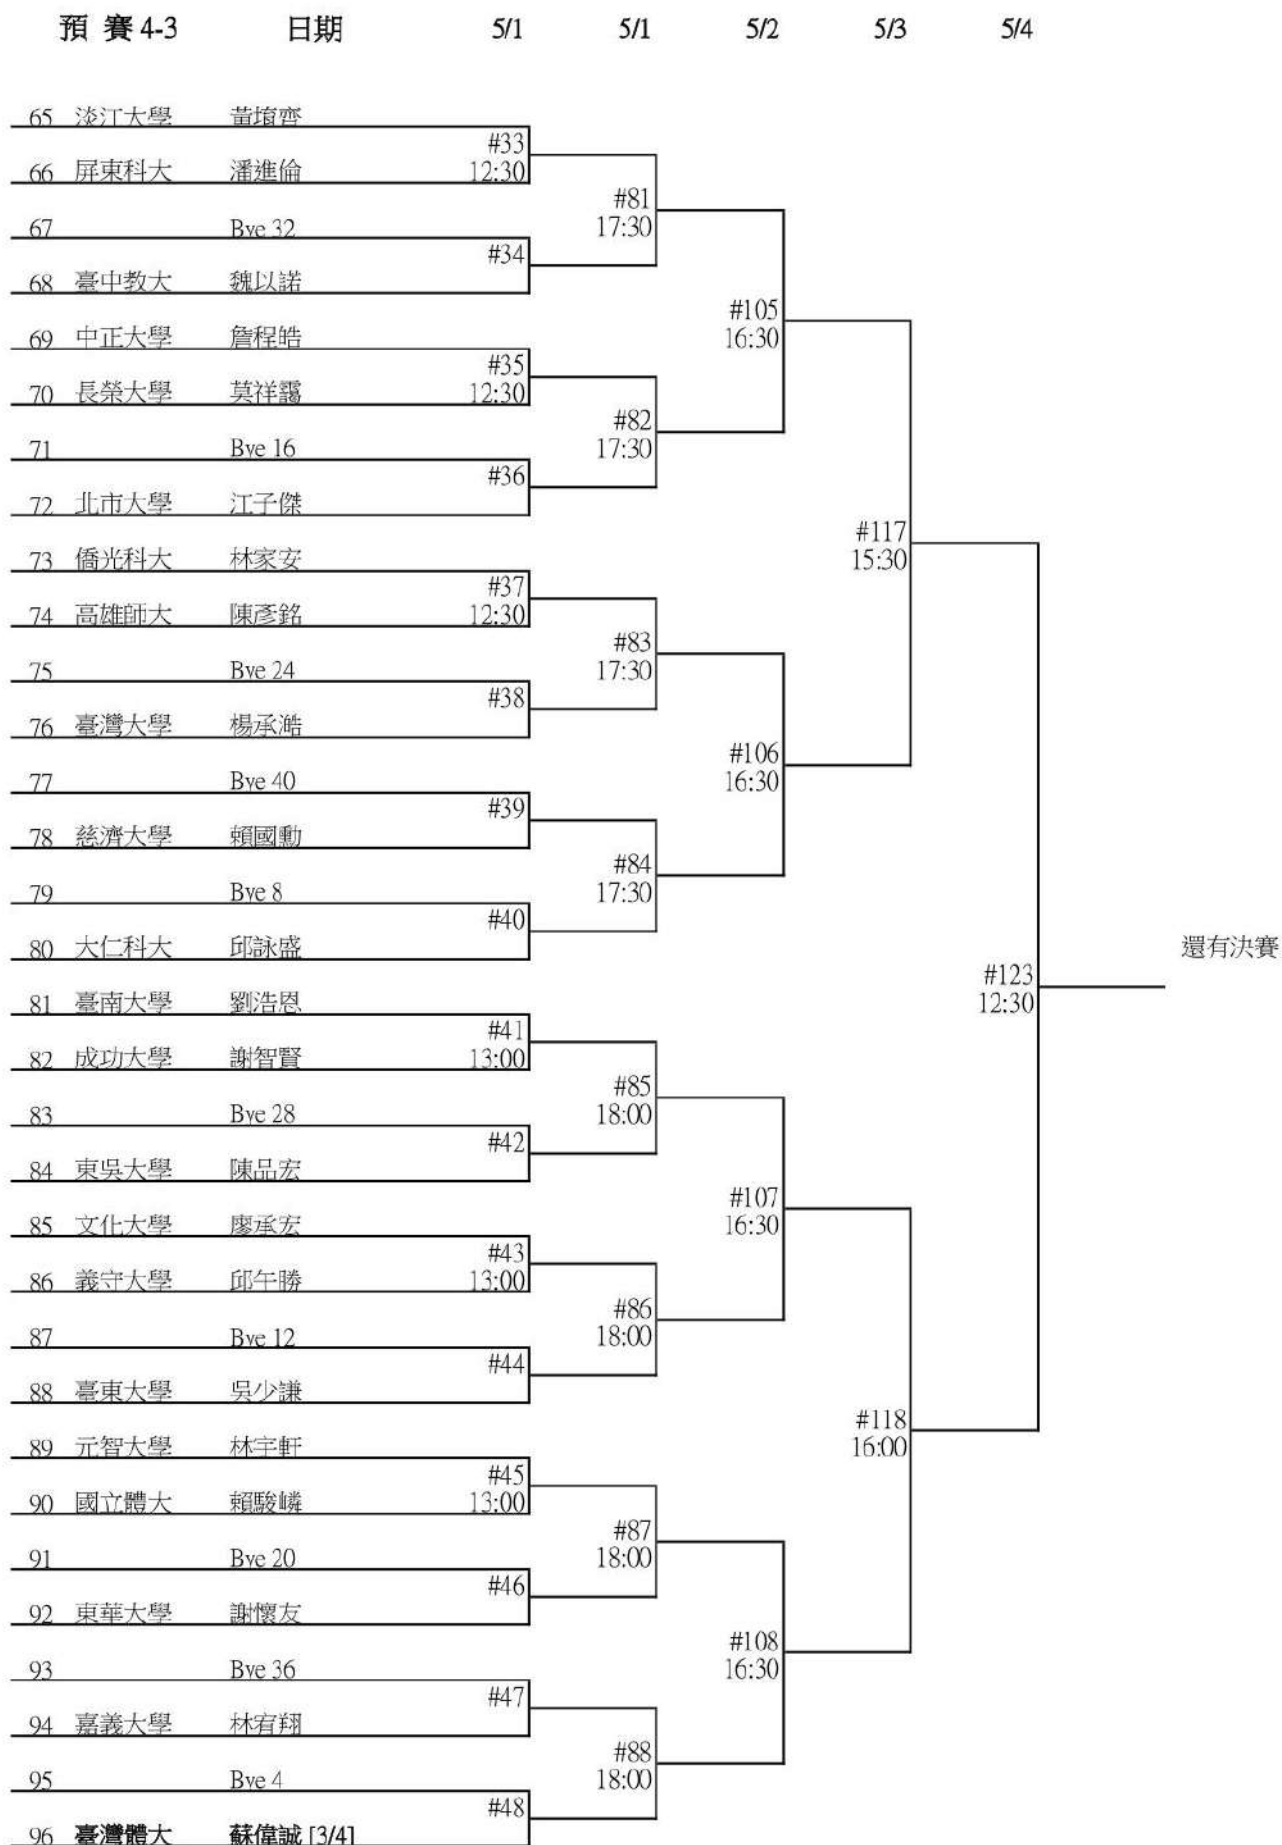 預 賽 4-3 日期 5/1 5/1 5/2 5/3 5/4
65 淡江大學 黃堉齊
#33
66 屏東科大 潘進倫 12:30
#81
67 Bye 32 17:30
#34
68 臺中教大 魏以諾
#105
69 中正大學 詹程皓 16:30
#35
70 長榮大學 莫祥靄 12:30
#82
71 Bye 16 17:30
#36
72 北市大學 江子傑
#117
73 僑光科大 林家安 15:30
#37
74 高雄師大 陳彥銘 12:30
#83
75 Bye 24 17:30
#38
76 臺灣大學 楊承澔
#106
77 Bye 40 16:30
#39
78 慈濟大學 賴國勳
#84
79 Bye 8 17:30
#40
80 大仁科大 邱詠盛 還有決賽
#123
81 臺南大學 劉浩恩 12:30
#41
82 成功大學 謝智賢 13:00
#85
83 Bye 28 18:00
#42
84 東吳大學 陳品宏
#107
85 文化大學 廖承宏 16:30
#43
86 義守大學 邱午勝 13:00
#86
87 Bye 12 18:00
#44
88 臺東大學 吳少謙
#118
89 元智大學 林宇軒 16:00
#45
90 國立體大 賴駿嶙 13:00
#87
91 Bye 20 18:00
#46
92 東華大學 謝懷友
#108
93 Bye 36 16:30
#47
94 嘉義大學 林宥翔
#88
95 Bye 4 18:00
#48
96 臺灣體大 蘇偉誠 [3/4]